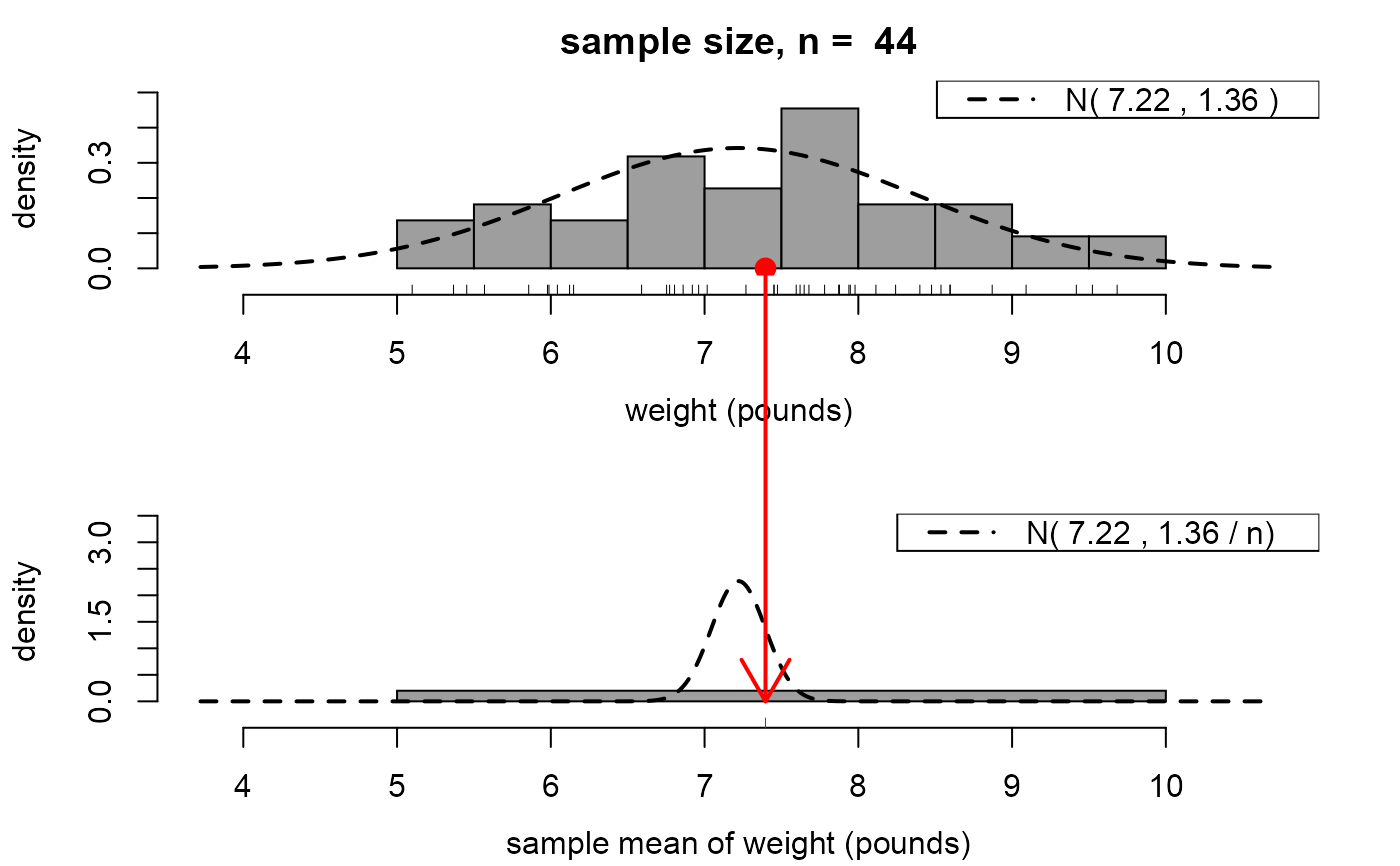 sample size, n =  44
N( 7.22 , 1.36 )
density
0.3
0.0
4 5 6 7 8 9 10
weight (pounds)
N( 7.22 , 1.36 / n)
density
3.0
1.5
0.0
4 5 6 7 8 9 10
sample mean of weight (pounds)